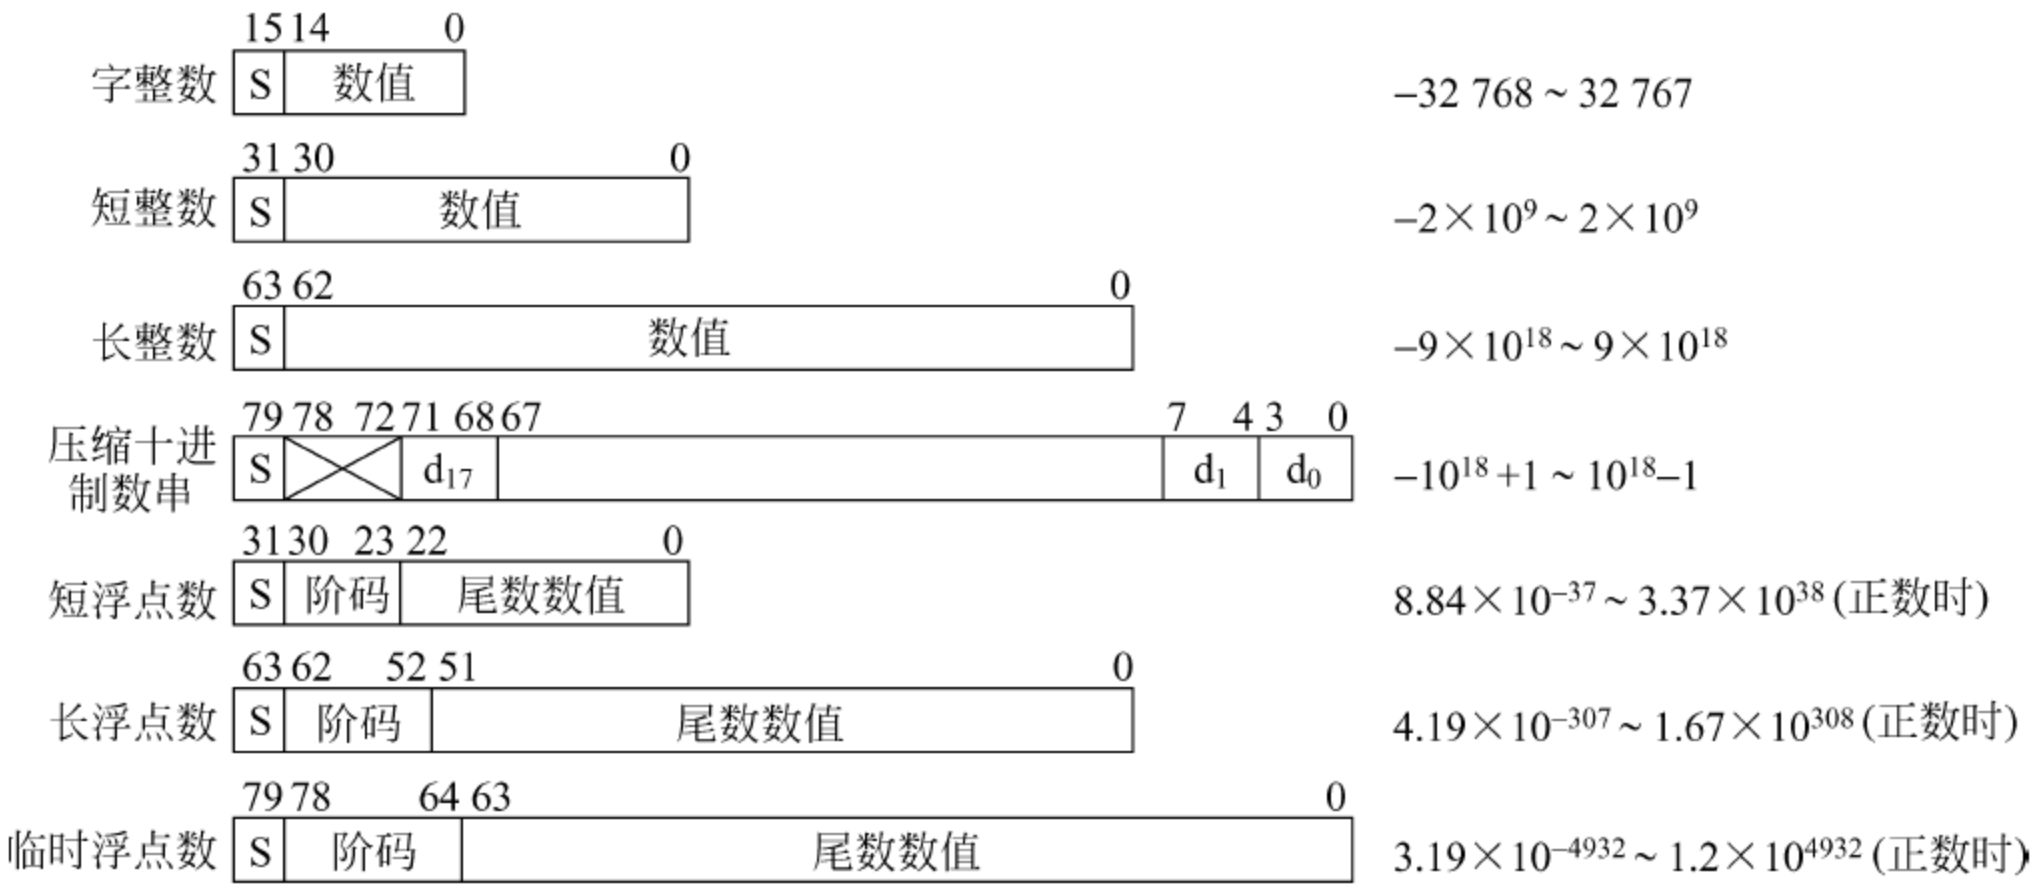 15 14 0
字整数 S 数值 –32 768 ~ 32 767
31 30 0
短整数 S 数值 –2×10⁹ ~ 2×10⁹
63 62 0
长整数 S 数值 –9×10¹⁸ ~ 9×10¹⁸
79 78 72 71 68 67 7 4 3 0
压缩十进
制数串 S d₁₇ d₁ d₀ –10¹⁸+1 ~ 10¹⁸–1
31 30 23 22 0
短浮点数 S 阶码 尾数数值 8.84×10⁻³⁷ ~ 3.37×10³⁸ (正数时)
63 62 52 51 0
长浮点数 S 阶码 尾数数值 4.19×10⁻³⁰⁷ ~ 1.67×10³⁰⁸ (正数时)
79 78 64 63 0
临时浮点数 S 阶码 尾数数值 3.19×10⁻⁴⁹³² ~ 1.2×10⁴⁹³² (正数时)